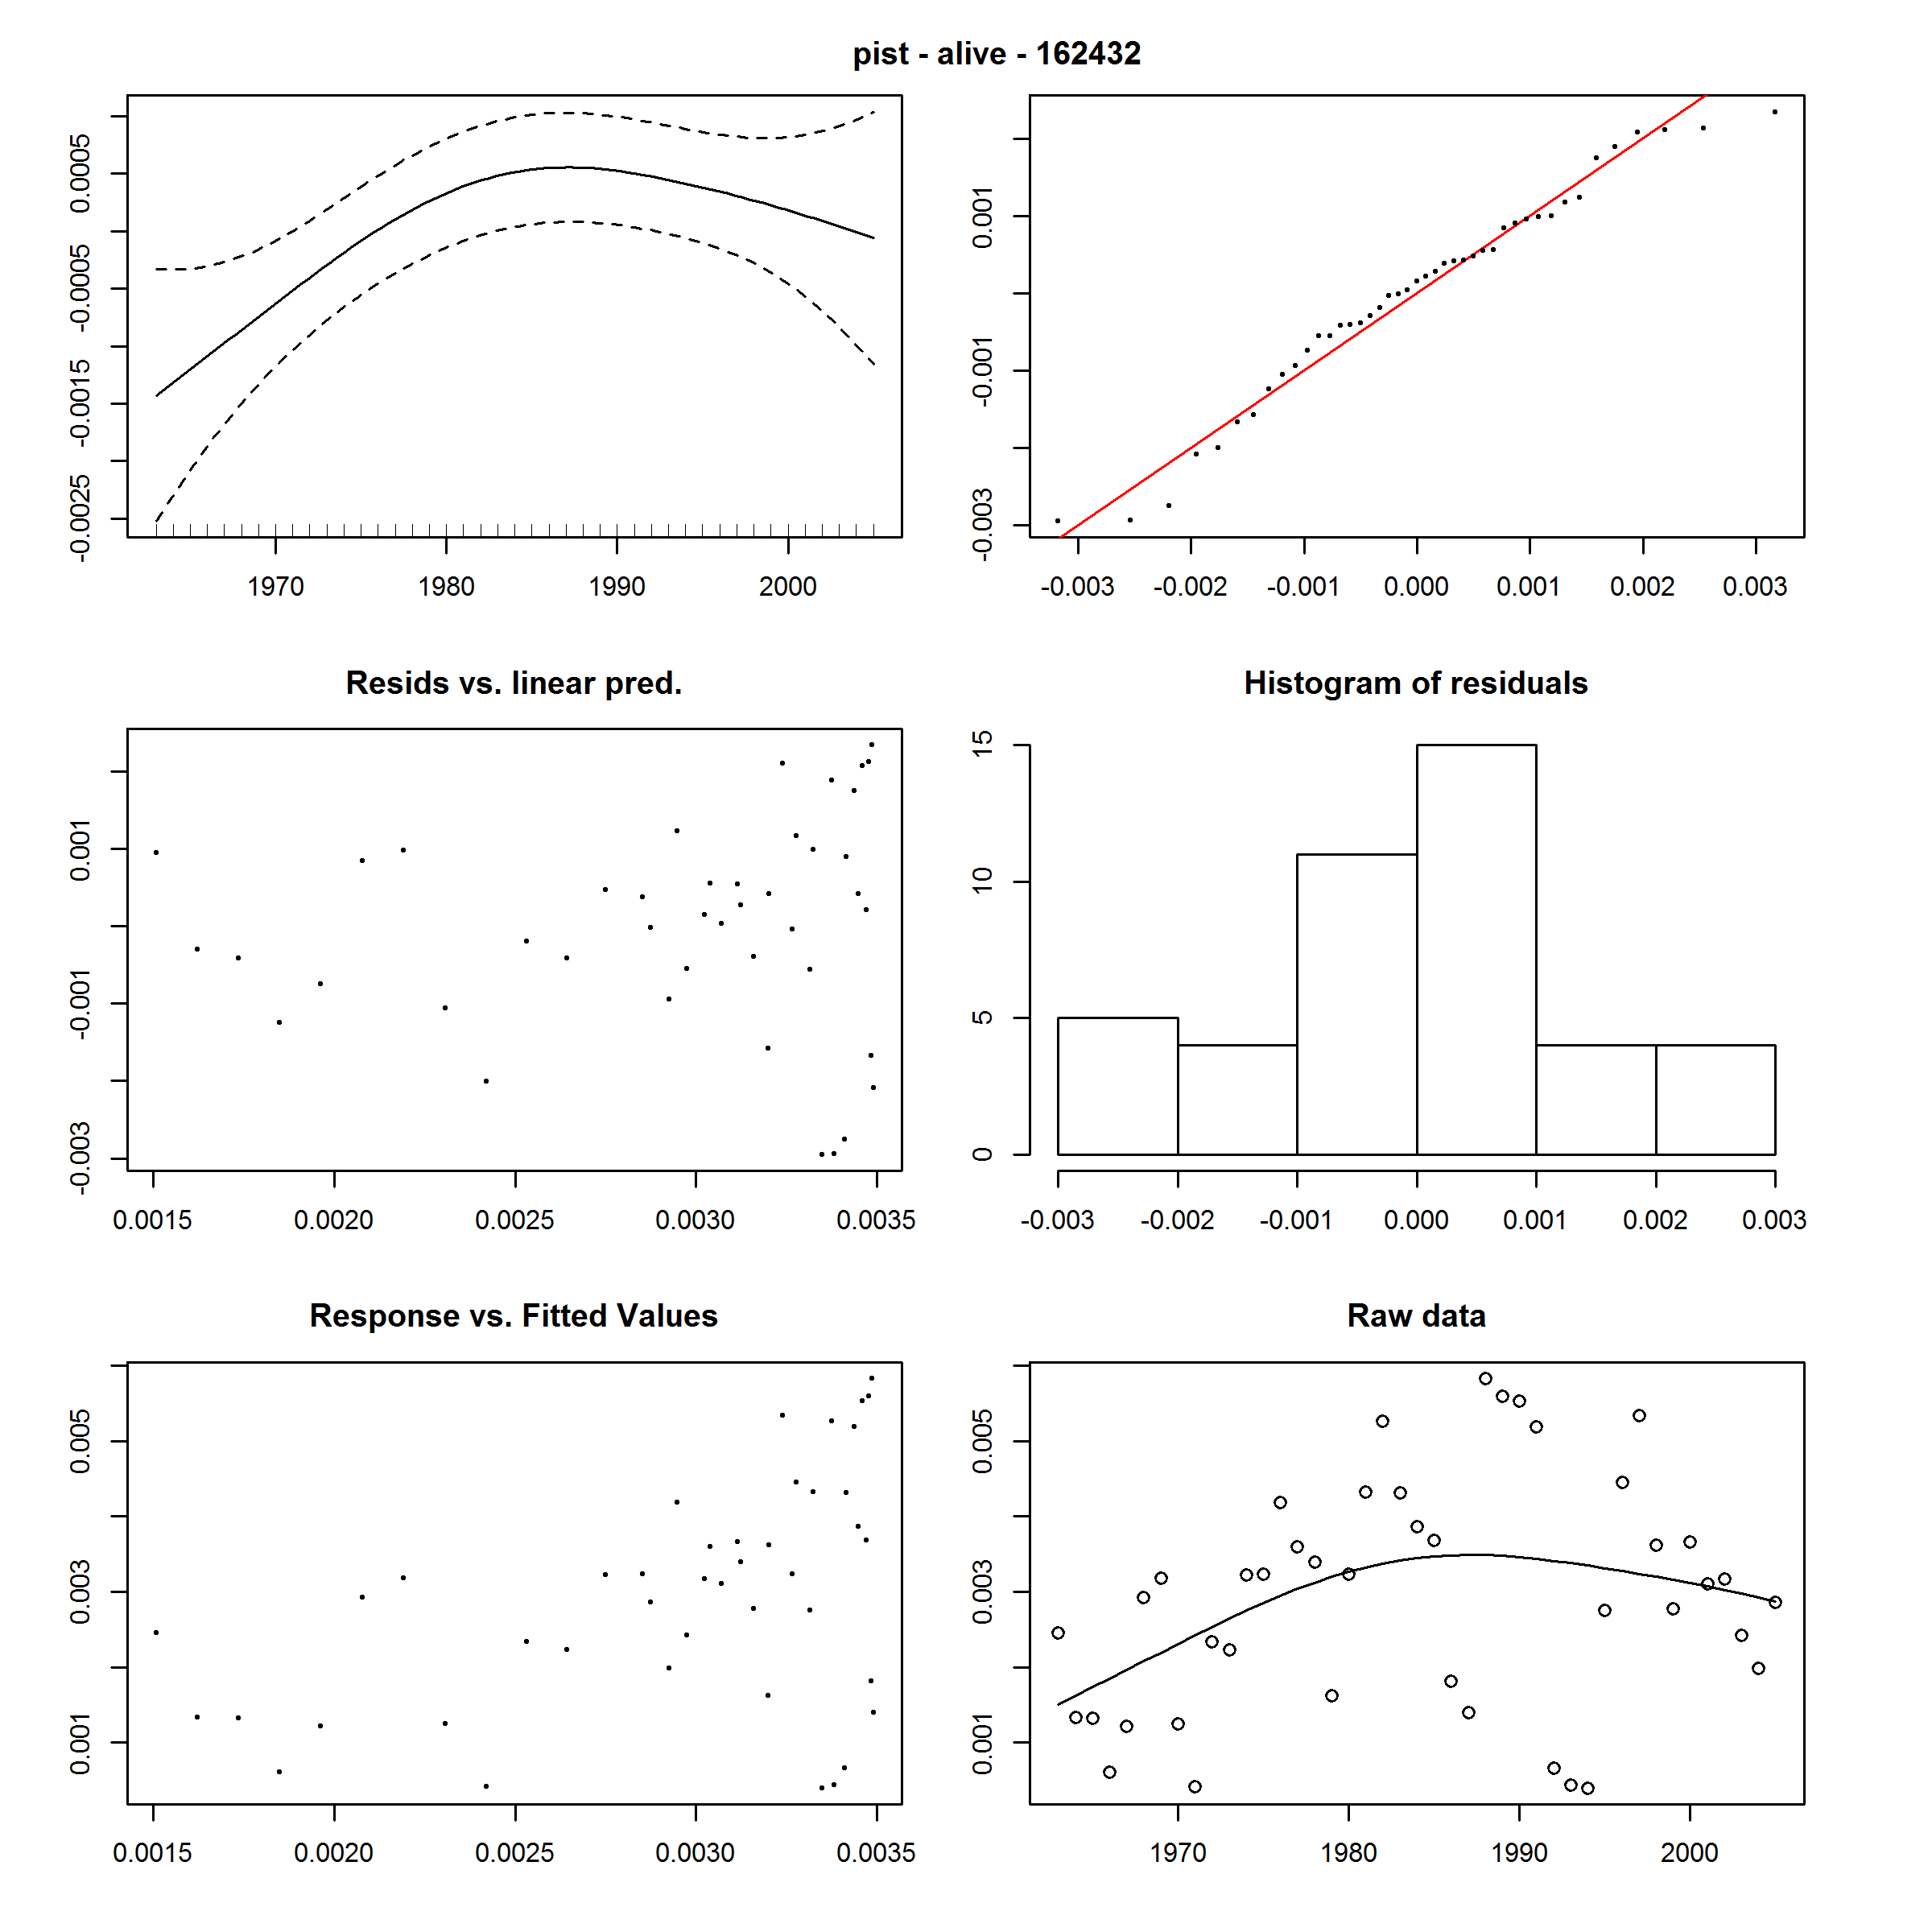 pist - alive - 162432
0.0005
-0.0005
-0.0015
-0.0025
1970 1980 1990 2000
0.001
-0.001
-0.003
-0.003 -0.002 -0.001 0.000 0.001 0.002 0.003
Resids vs. linear pred.
0.001
-0.001
-0.003
0.0015 0.0020 0.0025 0.0030 0.0035
Histogram of residuals
15
10
5
0
-0.003 -0.002 -0.001 0.000 0.001 0.002 0.003
Response vs. Fitted Values
0.005
0.003
0.001
0.0015 0.0020 0.0025 0.0030 0.0035
Raw data
0.005
0.003
0.001
1970 1980 1990 2000